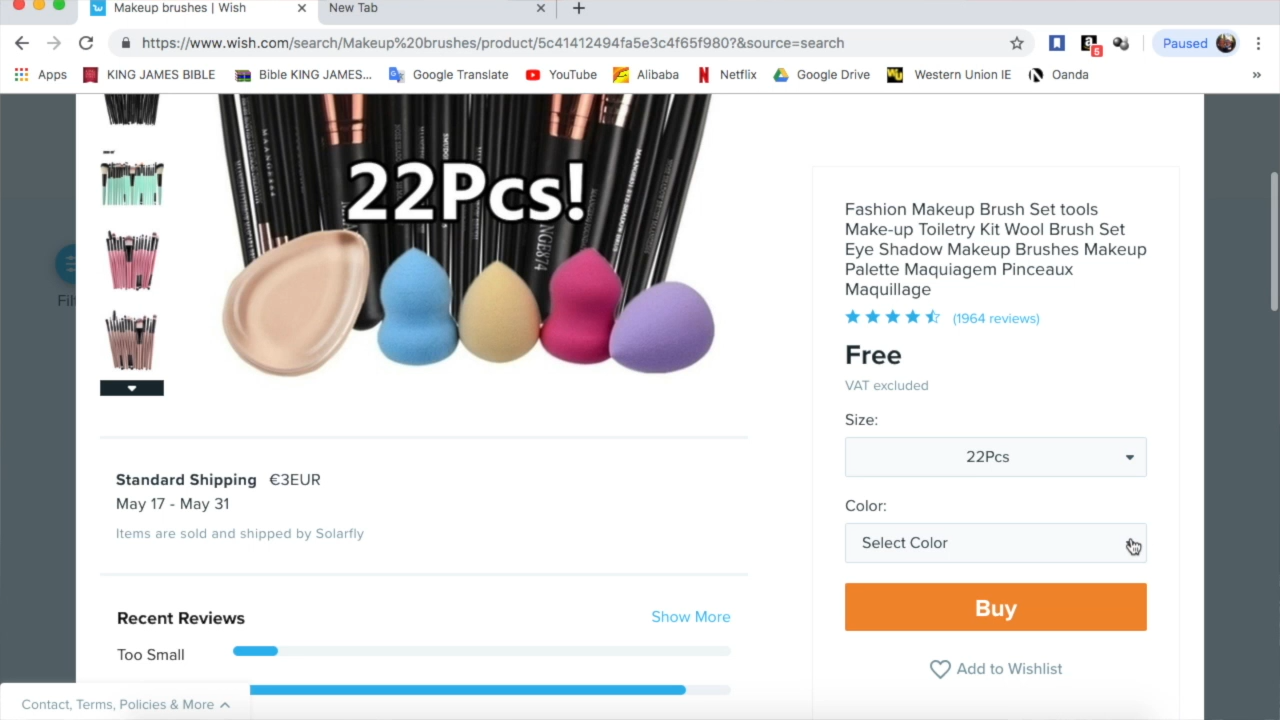 Makeup brushes | Wish
New Tab
https://www.wish.com/search/Makeup%20brushes/product/5c41412494fa5e3c4f65f980?&source=search
5
Paused
Apps
KING JAMES BIBLE
Bible KING JAMES...
Google Translate
YouTube
Alibaba
Netflix
Google Drive
Western Union IE
Oanda
»
22Pcs!
Fashion Makeup Brush Set tools
Make-up Toiletry Kit Wool Brush Set
Eye Shadow Makeup Brushes Makeup
Palette Maquiagem Pinceaux
Maquillage
(1964 reviews)
Free
VAT excluded
Size:
22Pcs
Color:
Select Color
Buy
Add to Wishlist
Standard Shipping €3EUR
May 17 - May 31
Items are sold and shipped by Solarfly
Recent Reviews
Show More
Too Small
Contact, Terms, Policies & More